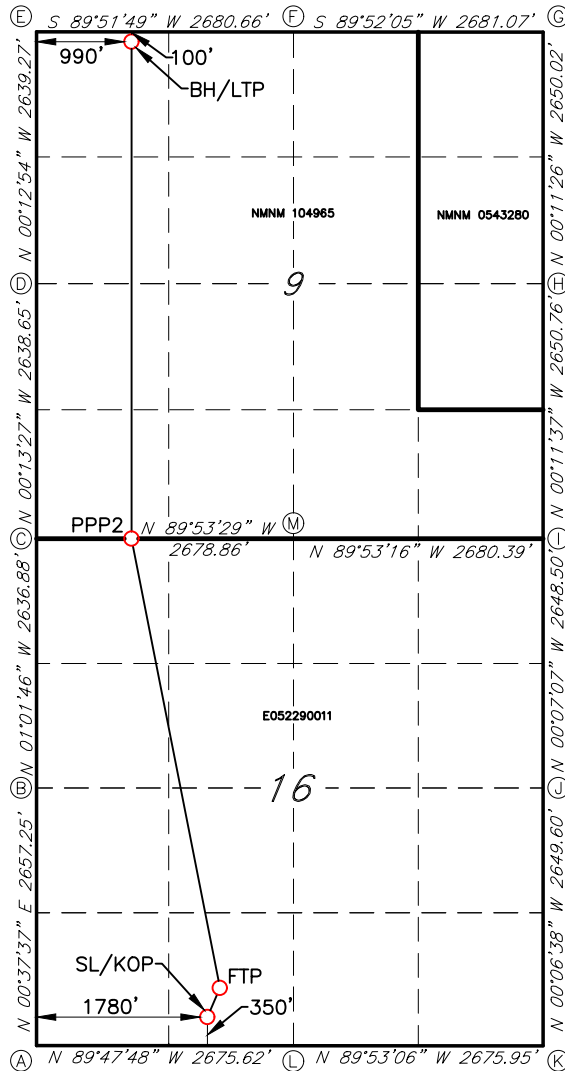 E S 89°51'49" W 2680.66' F S 89°52'05" W 2681.07' G
990'
100'
BH/LTP
N 00°12'54" W 2639.27'
N 00°11'26" W 2650.02'
NMNM 104965
NMNM 0543280
D
9
H
N 00°13'27" W 2638.65'
N 00°11'37" W 2650.76'
PPP2
C
N 89°53'29" W
2678.86'
M
N 89°53'16" W 2680.39'
I
N 01°01'46" W 2636.88'
N 00°07'07" W 2648.50'
E052290011
B
16
J
N 00°37'37" E 2657.25'
N 00°06'38" W 2649.60'
SL/KOP
FTP
1780'
350'
A N 89°47'48" W 2675.62' L N 89°53'06" W 2675.95' K